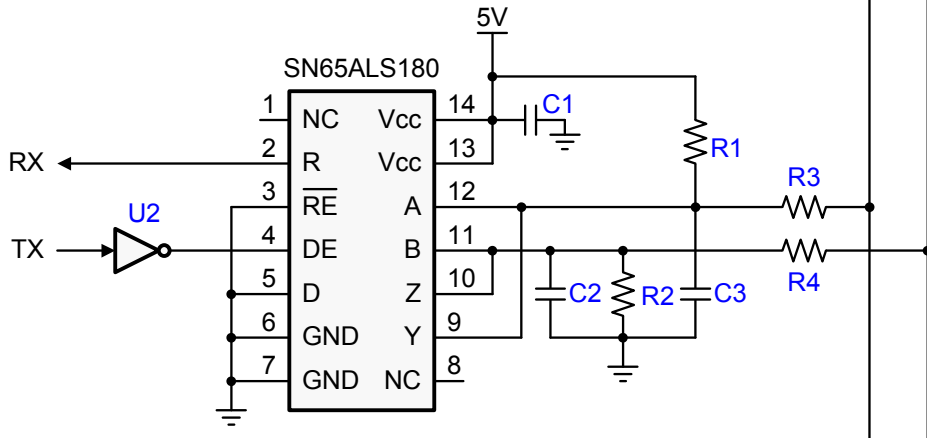 5V
SN65ALS180
1 NC Vcc 14 C1
RX 2 R Vcc 13 R1
3 RE A 12 R3
U2
TX 4 DE B 11 R4
5 D Z 10 C2 R2 C3
6 GND Y 9
7 GND NC 8